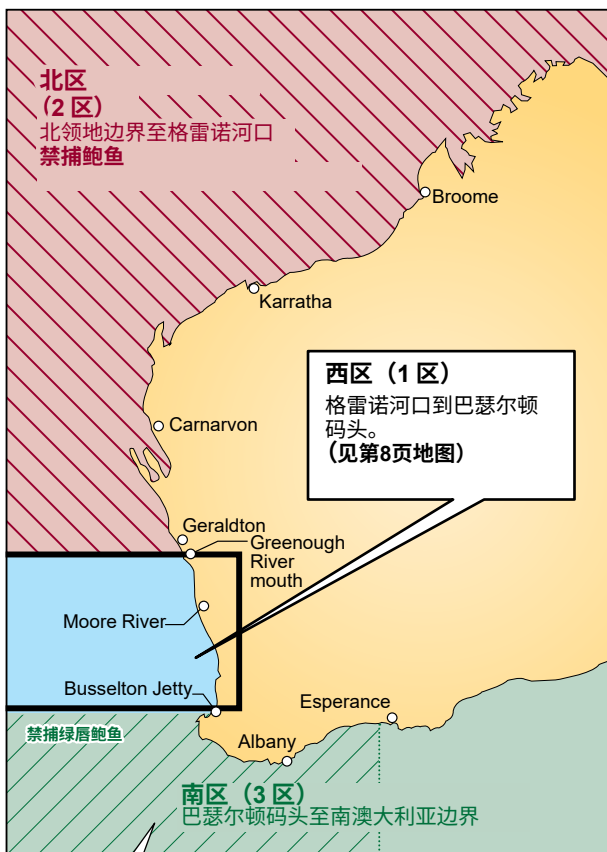 北区
(2 区)
北领地边界至格雷诺河口
禁捕鲍鱼
Broome
Karratha
西区（1 区）
格雷诺河口到巴瑟尔顿
码头。
（见第8页地图）
Carnarvon
Geraldton
Greenough
River
mouth
Moore River
Busselton Jetty
Esperance
禁捕绿唇鲍鱼
Albany
南区（3 区）
巴瑟尔顿码头至南澳大利亚边界